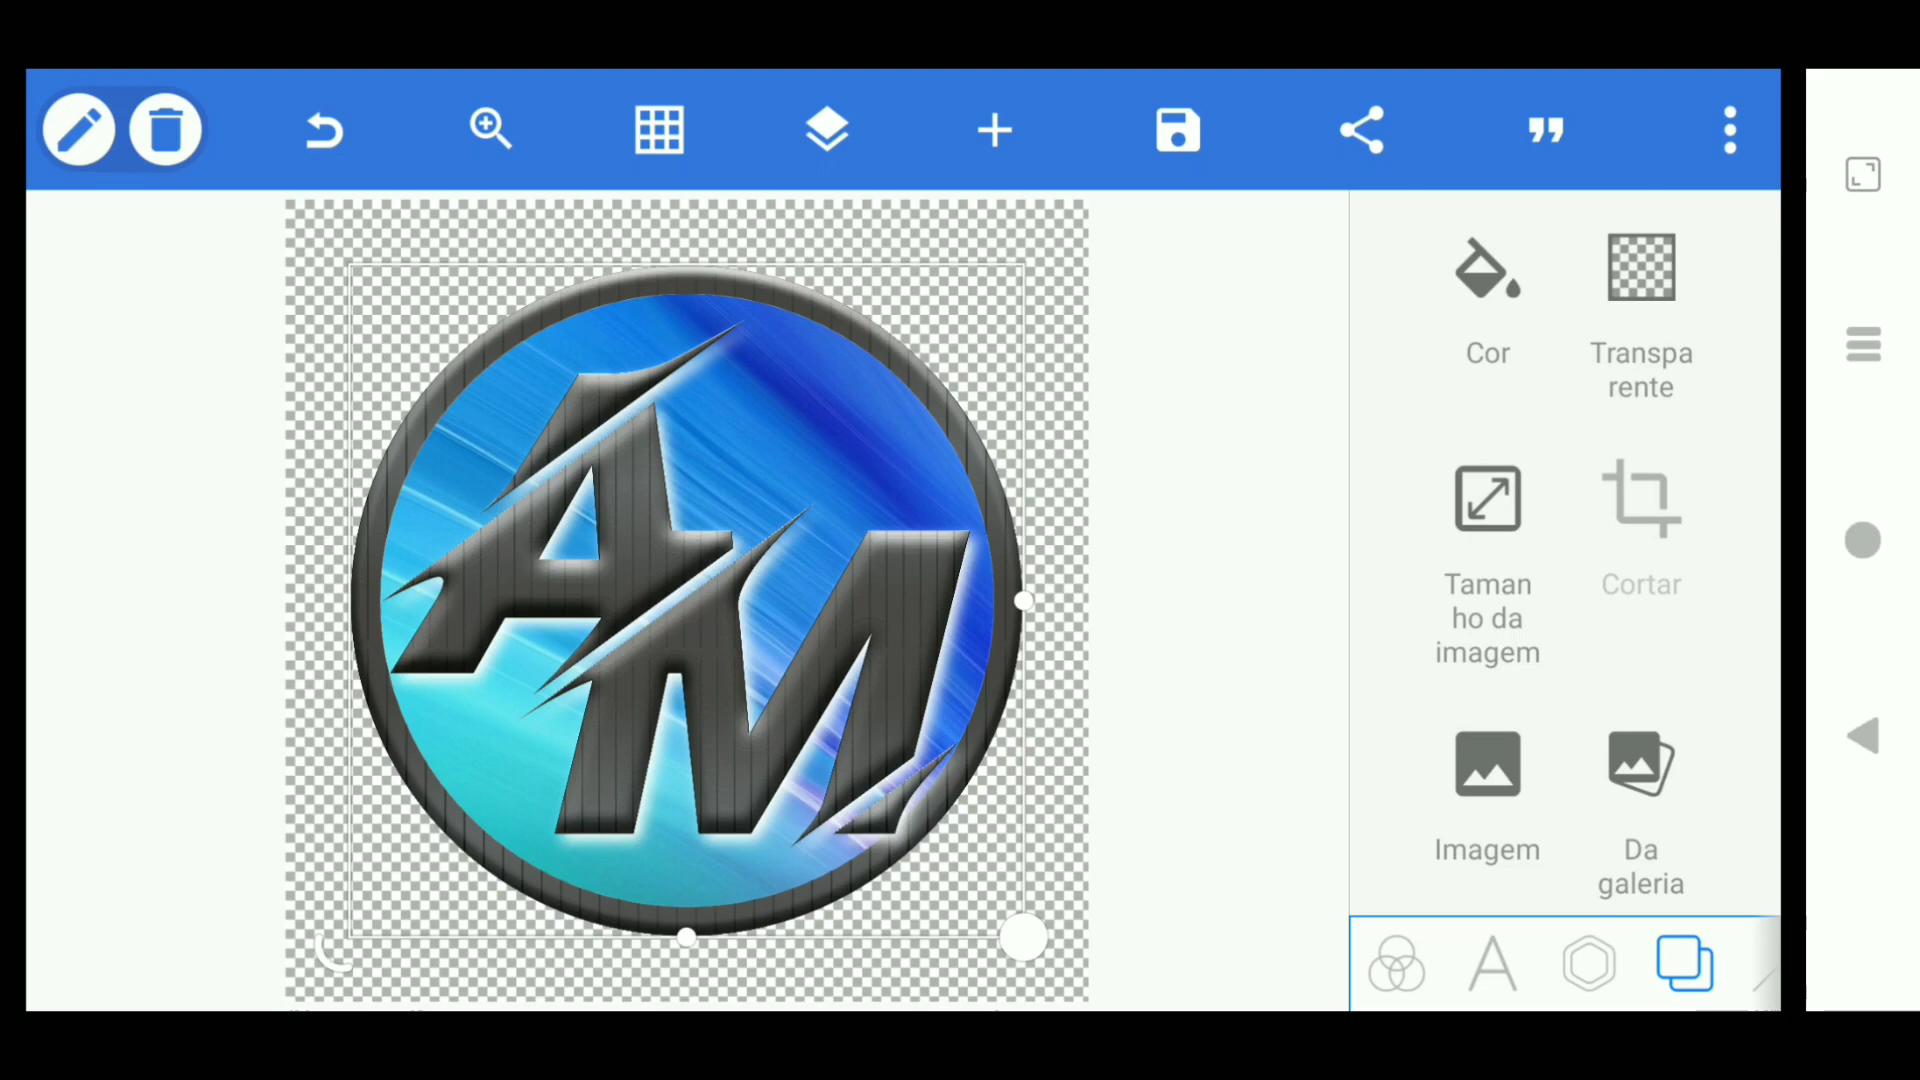 Cor
Transpa
rente
AM
Taman
ho da
imagem
Cortar
Imagem
Da
galeria